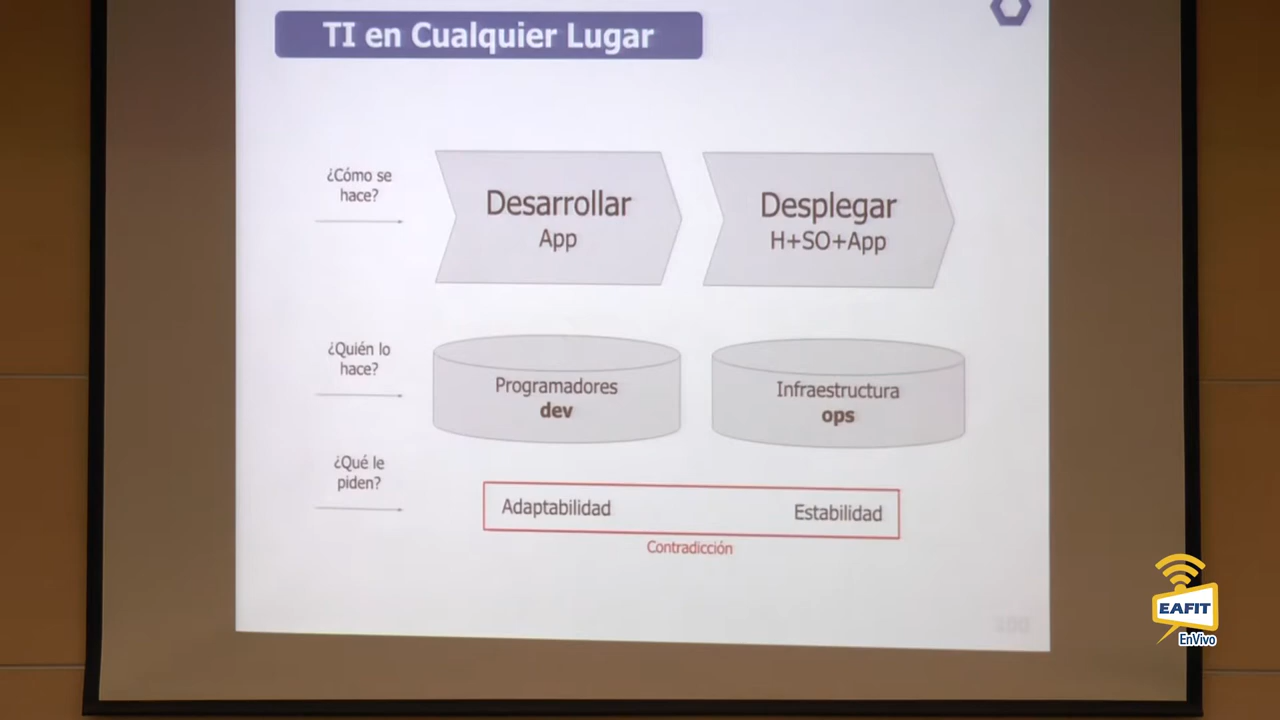 TI en Cualquier Lugar
¿Cómo se
hace?
Desarrollar
App
Desplegar
H+SO+App
¿Quién lo
hace?
Programadores
dev
Infraestructura
ops
¿Qué le
piden?
Adaptabilidad
Estabilidad
Contradicción
EAFIT
EnVivo